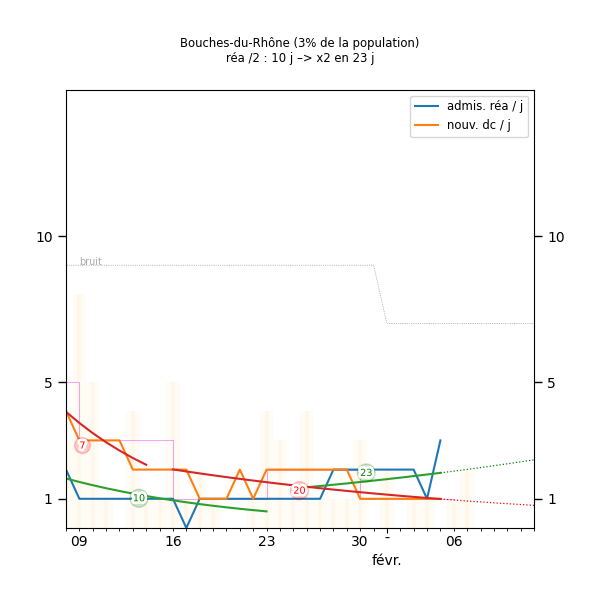 Bouches-du-Rhône (3% de la population)
réa /2 : 10 j –> x2 en 23 j
admis. réa / j
nouv. dc / j
10
10
bruit
5
5
7
23
20
10
1
1
09
16
23
30
-
06
févr.